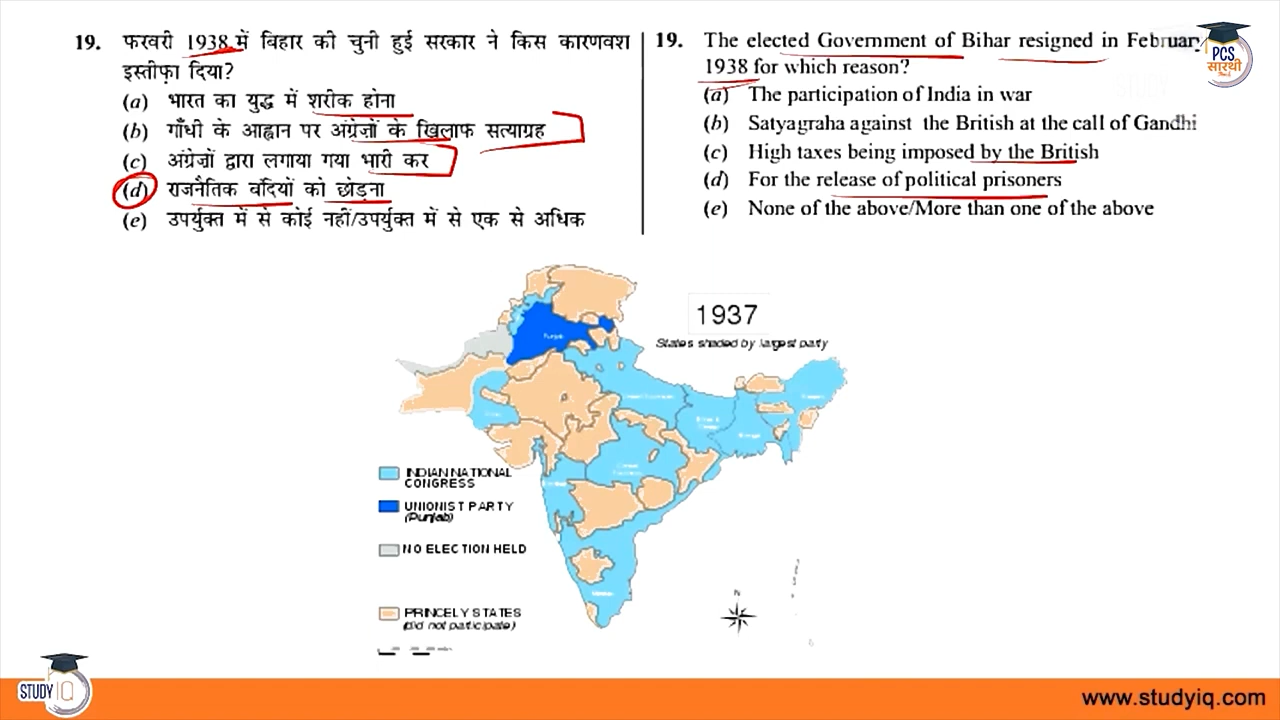 19. फरवरी 1938 में बिहार की चुनी हुई सरकार ने किस कारणवश
इस्तीफ़ा दिया?
(a) भारत का युद्ध में शरीक होना
(b) गाँधी के आह्वान पर अंग्रेजों के खिलाफ सत्याग्रह
(c) अंग्रेजों द्वारा लगाया गया भारी कर
(d) राजनैतिक बंदियों को छोड़ना
(e) उपर्युक्त में से कोई नहीं/उपर्युक्त में से एक से अधिक
19. The elected Government of Bihar resigned in February
1938 for which reason?
(a) The participation of India in war
(b) Satyagraha against the British at the call of Gandhi
(c) High taxes being imposed by the British
(d) For the release of political prisoners
(e) None of the above/More than one of the above
PCS
सारथी
1937
States shaded by largest party
Punjab
INDIAN NATIONAL
CONGRESS
UNIONIST PARTY
(Punjab)
NO ELECTION HELD
PRINCELY STATES
(did not participate)
N
STUDY IQ
www.studyiq.com